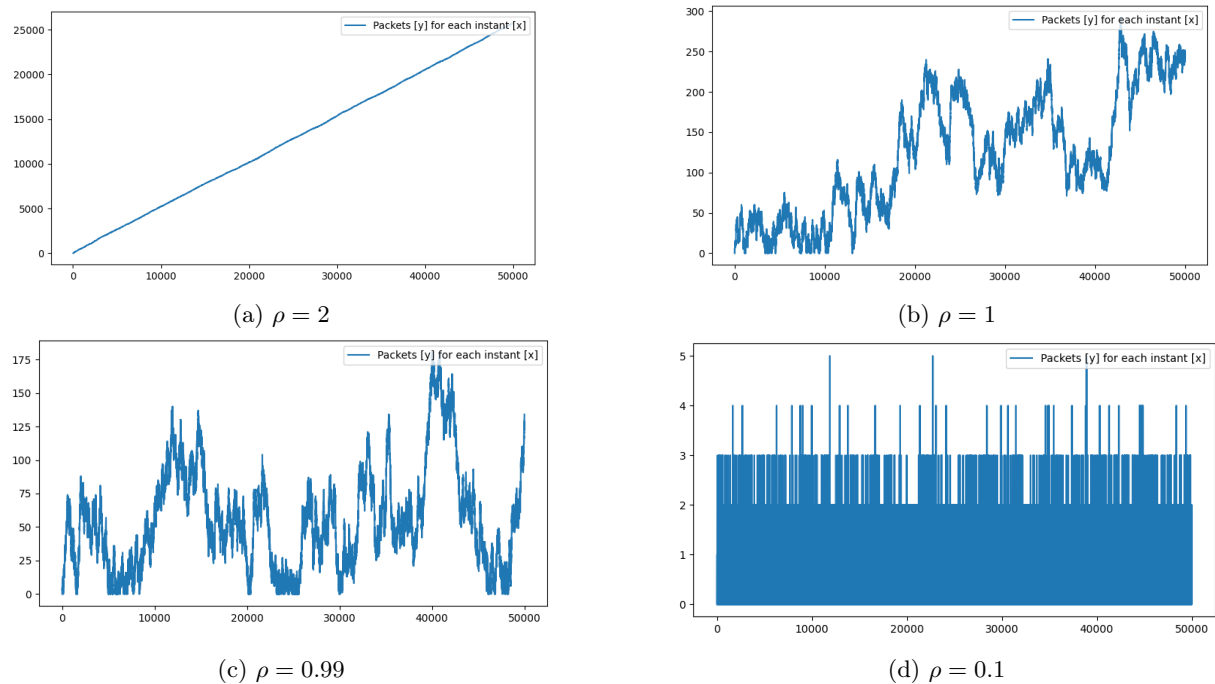 Packets [y] for each instant [x]
25000
20000
15000
10000
5000
0
0 10000 20000 30000 40000 50000
(a) ρ = 2
Packets [y] for each instant [x]
300
250
200
150
100
50
0
0 10000 20000 30000 40000 50000
(b) ρ = 1
Packets [y] for each instant [x]
175
150
125
100
75
50
25
0
0 10000 20000 30000 40000 50000
(c) ρ = 0.99
Packets [y] for each instant [x]
5
4
3
2
1
0
0 10000 20000 30000 40000 50000
(d) ρ = 0.1